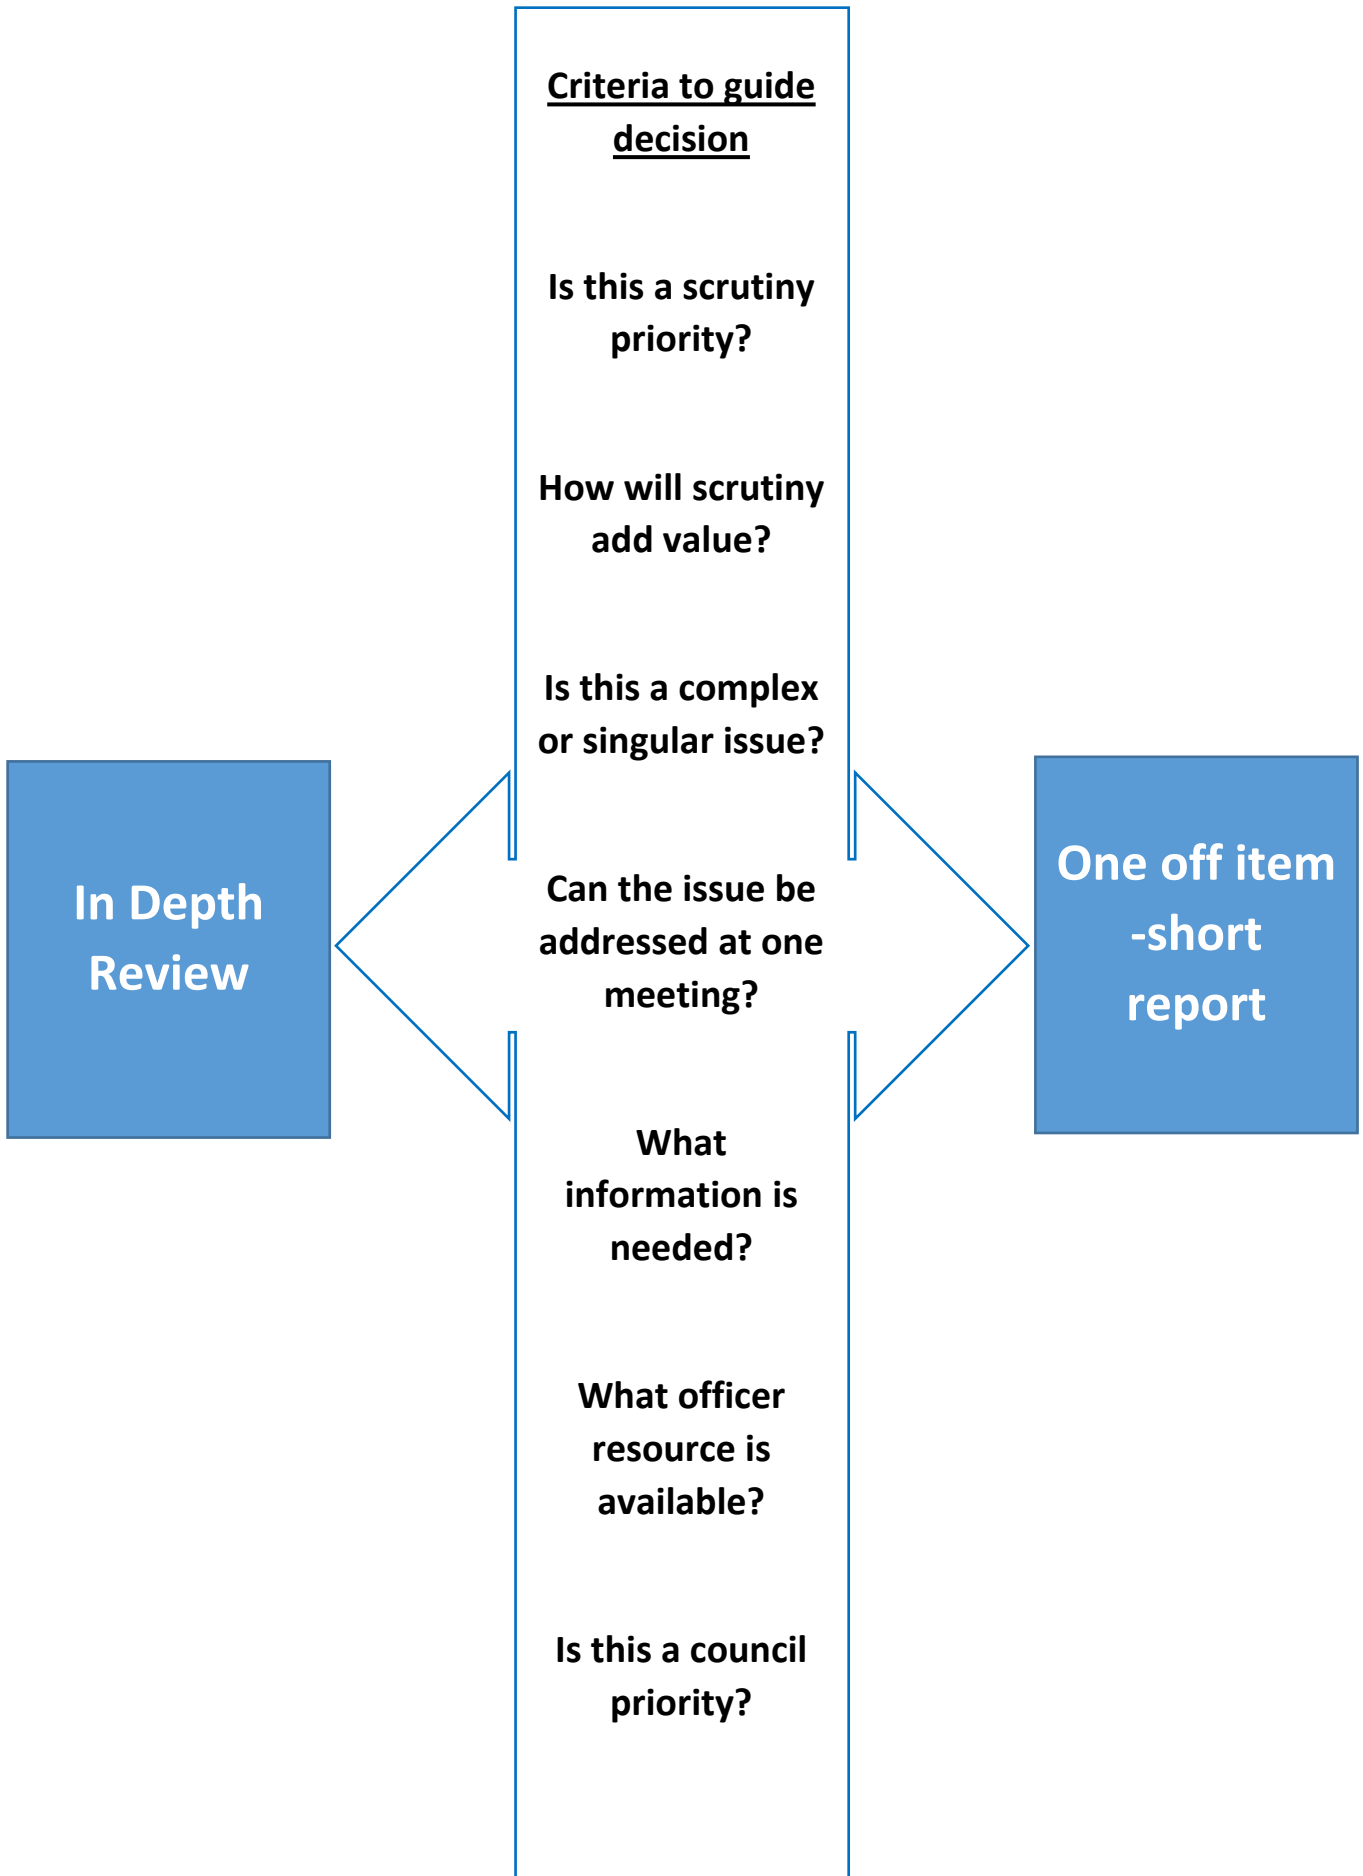 Criteria to guide
decision
Is this a scrutiny
priority?
How will scrutiny
add value?
Is this a complex
or singular issue?
Can the issue be
addressed at one
meeting?
What
information is
needed?
What officer
resource is
available?
Is this a council
priority?
In Depth
Review
One off item
-short
report